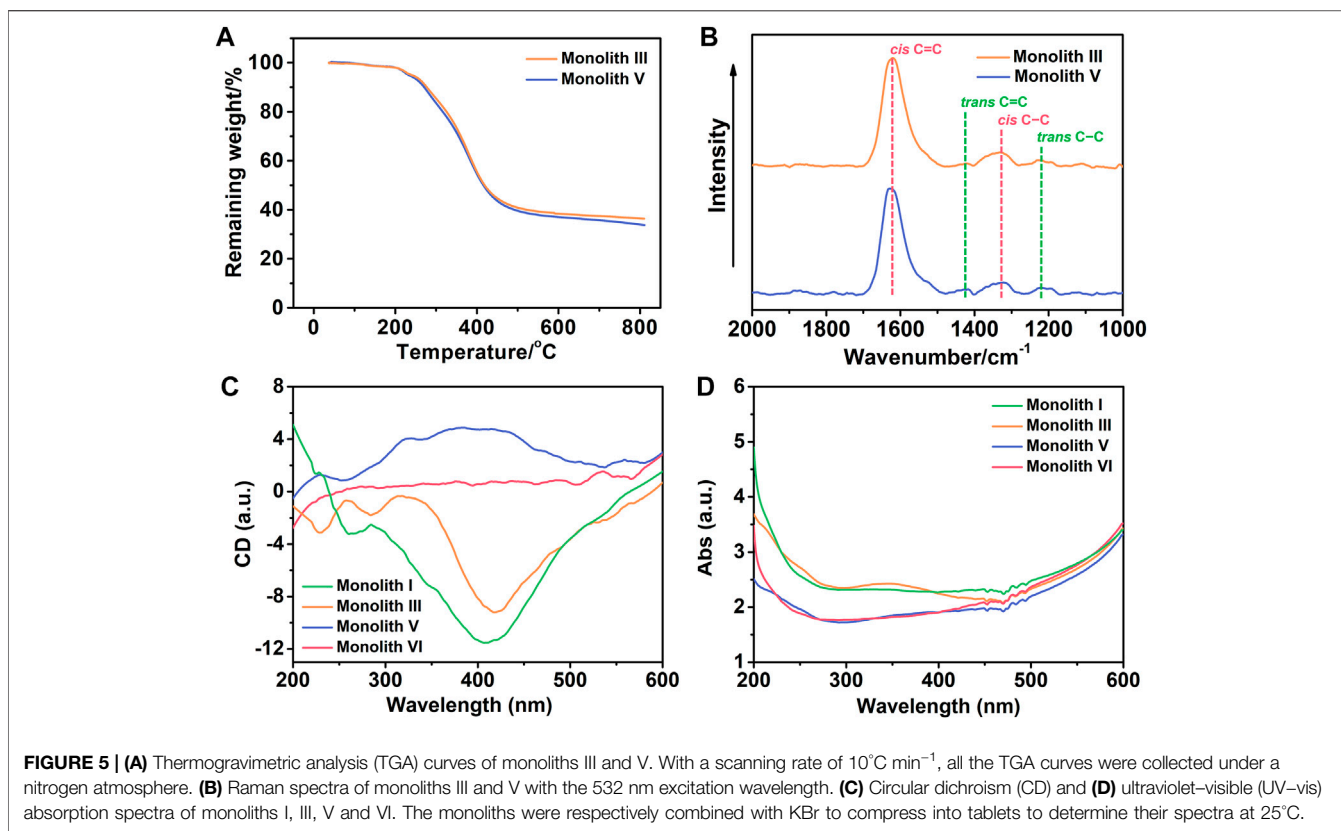 A
Monolith III
Monolith V
100
80
60
40
20
0
Remaining weight/%
0 200 400 600 800
Temperature/°C
B
cis C=C
Monolith III
Monolith V
trans C=C
cis C−C
trans C−C
Intensity
2000 1800 1600 1400 1200 1000
Wavenumber/cm⁻¹
C
8
4
0
-4
-8
-12
CD (a.u.)
Monolith I
Monolith III
Monolith V
Monolith VI
200 300 400 500 600
Wavelength (nm)
D
6
5
4
3
2
1
Abs (a.u.)
Monolith I
Monolith III
Monolith V
Monolith VI
200 300 400 500 600
Wavelength (nm)
FIGURE 5 | (A) Thermogravimetric analysis (TGA) curves of monoliths III and V. With a scanning rate of 10°C min⁻¹, all the TGA curves were collected under a
nitrogen atmosphere. (B) Raman spectra of monoliths III and V with the 532 nm excitation wavelength. (C) Circular dichroism (CD) and (D) ultraviolet–visible (UV–vis)
absorption spectra of monoliths I, III, V and VI. The monoliths were respectively combined with KBr to compress into tablets to determine their spectra at 25°C.